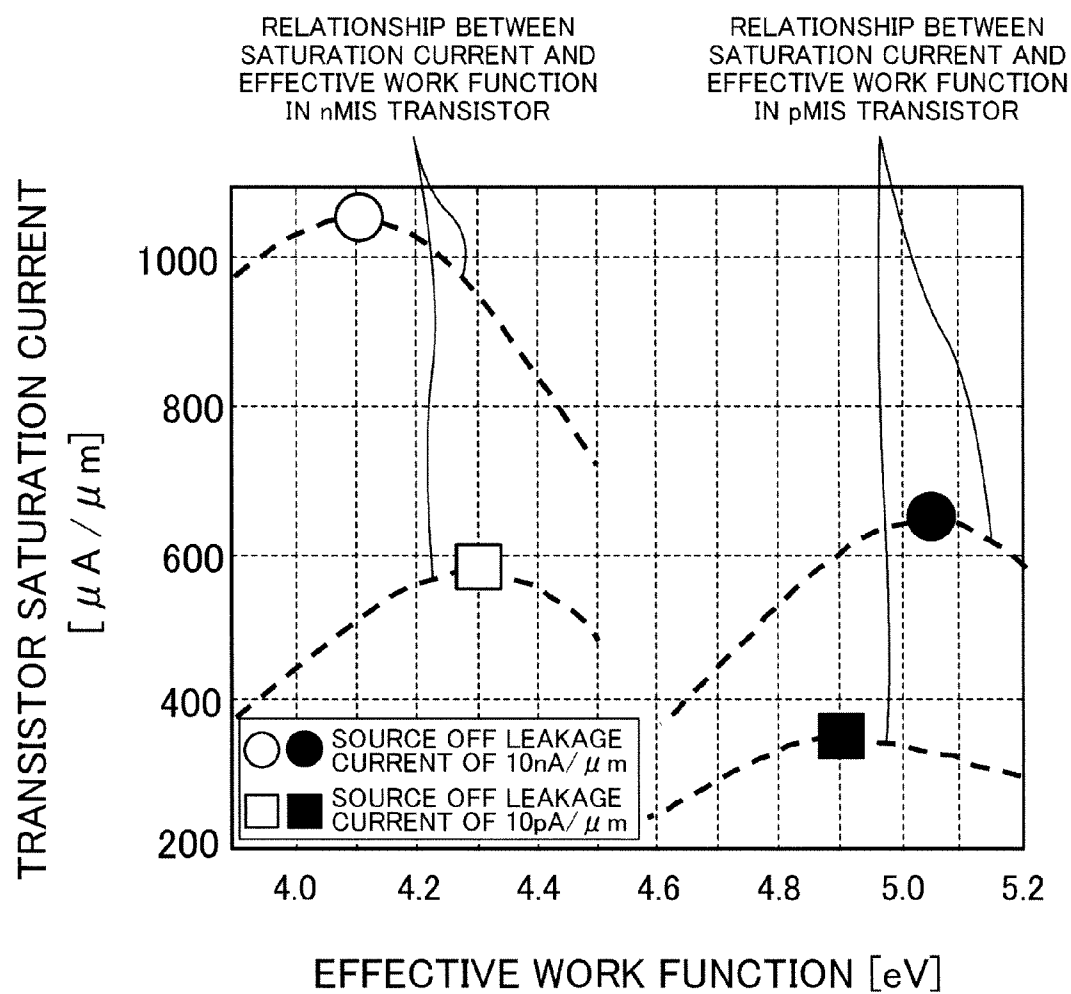 RELATIONSHIP BETWEEN
SATURATION CURRENT AND
EFFECTIVE WORK FUNCTION
IN nMIS TRANSISTOR
RELATIONSHIP BETWEEN
SATURATION CURRENT AND
EFFECTIVE WORK FUNCTION
IN pMIS TRANSISTOR
TRANSISTOR SATURATION CURRENT
[μA/μm]
1000
800
600
400
200
SOURCE OFF LEAKAGE
CURRENT OF 10nA/μm
SOURCE OFF LEAKAGE
CURRENT OF 10pA/μm
4.0 4.2 4.4 4.6 4.8 5.0 5.2
EFFECTIVE WORK FUNCTION [eV]